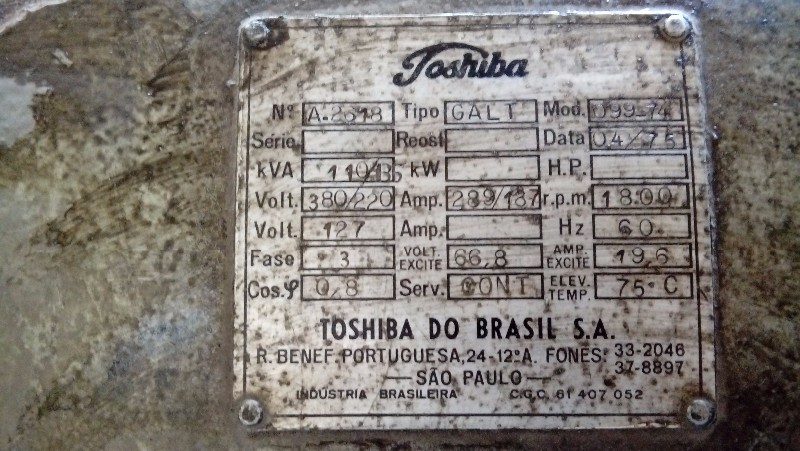 Toshiba
Nº A-2618 Tipo GALT Mod. 099-74
Série Reost Data 04/75
kVA kW H.P.
Volt. 380/220 Amp. 289/187 r.p.m. 1800
Volt. 127 Amp. Hz 60
Fase 3 VOLT. EXCITE 66,8 AMP. EXCITE 19,6
Cos.φ 0,8 Serv. CONT ELEV. TEMP. 75°C
TOSHIBA DO BRASIL S.A.
R. BENEF. PORTUGUESA, 24-12ºA. FONES: 33-2046
37-8897
—SÃO PAULO—
INDÚSTRIA BRASILEIRA C.G.C. 61 407 052